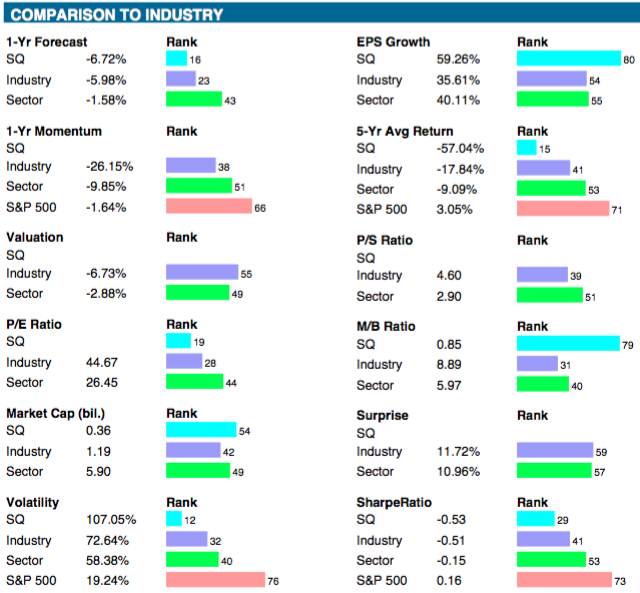 COMPARISON TO INDUSTRY
1-Yr Forecast Rank
SQ -6.72% 16
Industry -5.98% 23
Sector -1.58% 43
1-Yr Momentum Rank
SQ
Industry -26.15% 38
Sector -9.85% 51
S&P 500 -1.64% 66
Valuation Rank
SQ
Industry -6.73% 55
Sector -2.88% 49
P/E Ratio Rank
SQ 19
Industry 44.67 28
Sector 26.45 44
Market Cap (bil.) Rank
SQ 0.36 54
Industry 1.19 42
Sector 5.90 49
Volatility Rank
SQ 107.05% 12
Industry 72.64% 32
Sector 58.38% 40
S&P 500 19.24% 76
EPS Growth Rank
SQ 59.26% 80
Industry 35.61% 54
Sector 40.11% 55
5-Yr Avg Return Rank
SQ -57.04% 15
Industry -17.84% 41
Sector -9.09% 53
S&P 500 3.05% 71
P/S Ratio Rank
SQ
Industry 4.60 39
Sector 2.90 51
M/B Ratio Rank
SQ 0.85 79
Industry 8.89 31
Sector 5.97 40
Surprise Rank
SQ
Industry 11.72% 59
Sector 10.96% 57
SharpeRatio Rank
SQ -0.53 29
Industry -0.51 41
Sector -0.15 53
S&P 500 0.16 73